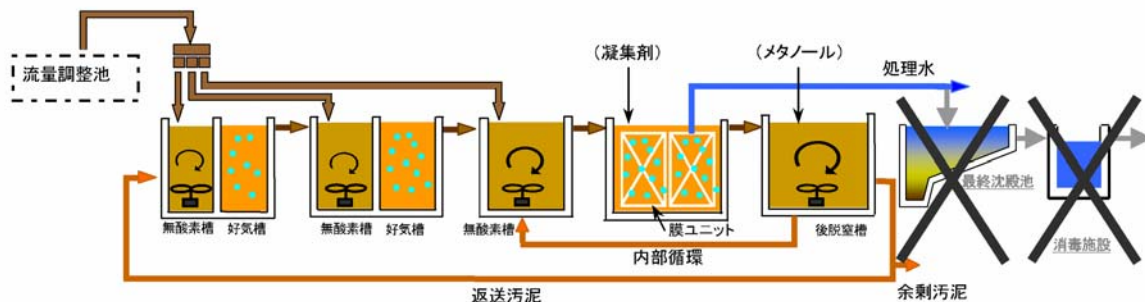 流量調整池
(凝集剤)
(メタノール)
処理水
無酸素槽
好気槽
無酸素槽
好気槽
無酸素槽
膜ユニット
後脱窒槽
最終沈殿池
消毒施設
内部循環
返送汚泥
余剰汚泥